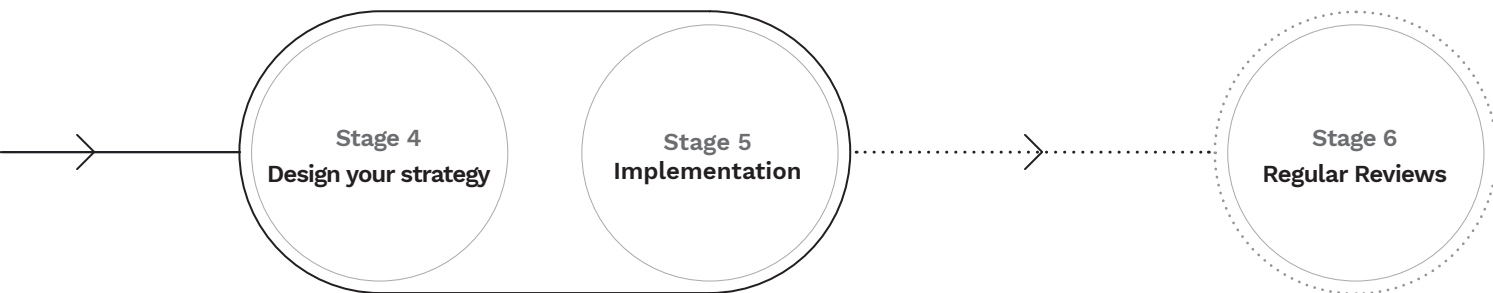 Stage 4
Design your strategy
Stage 5
Implementation
Stage 6
Regular Reviews